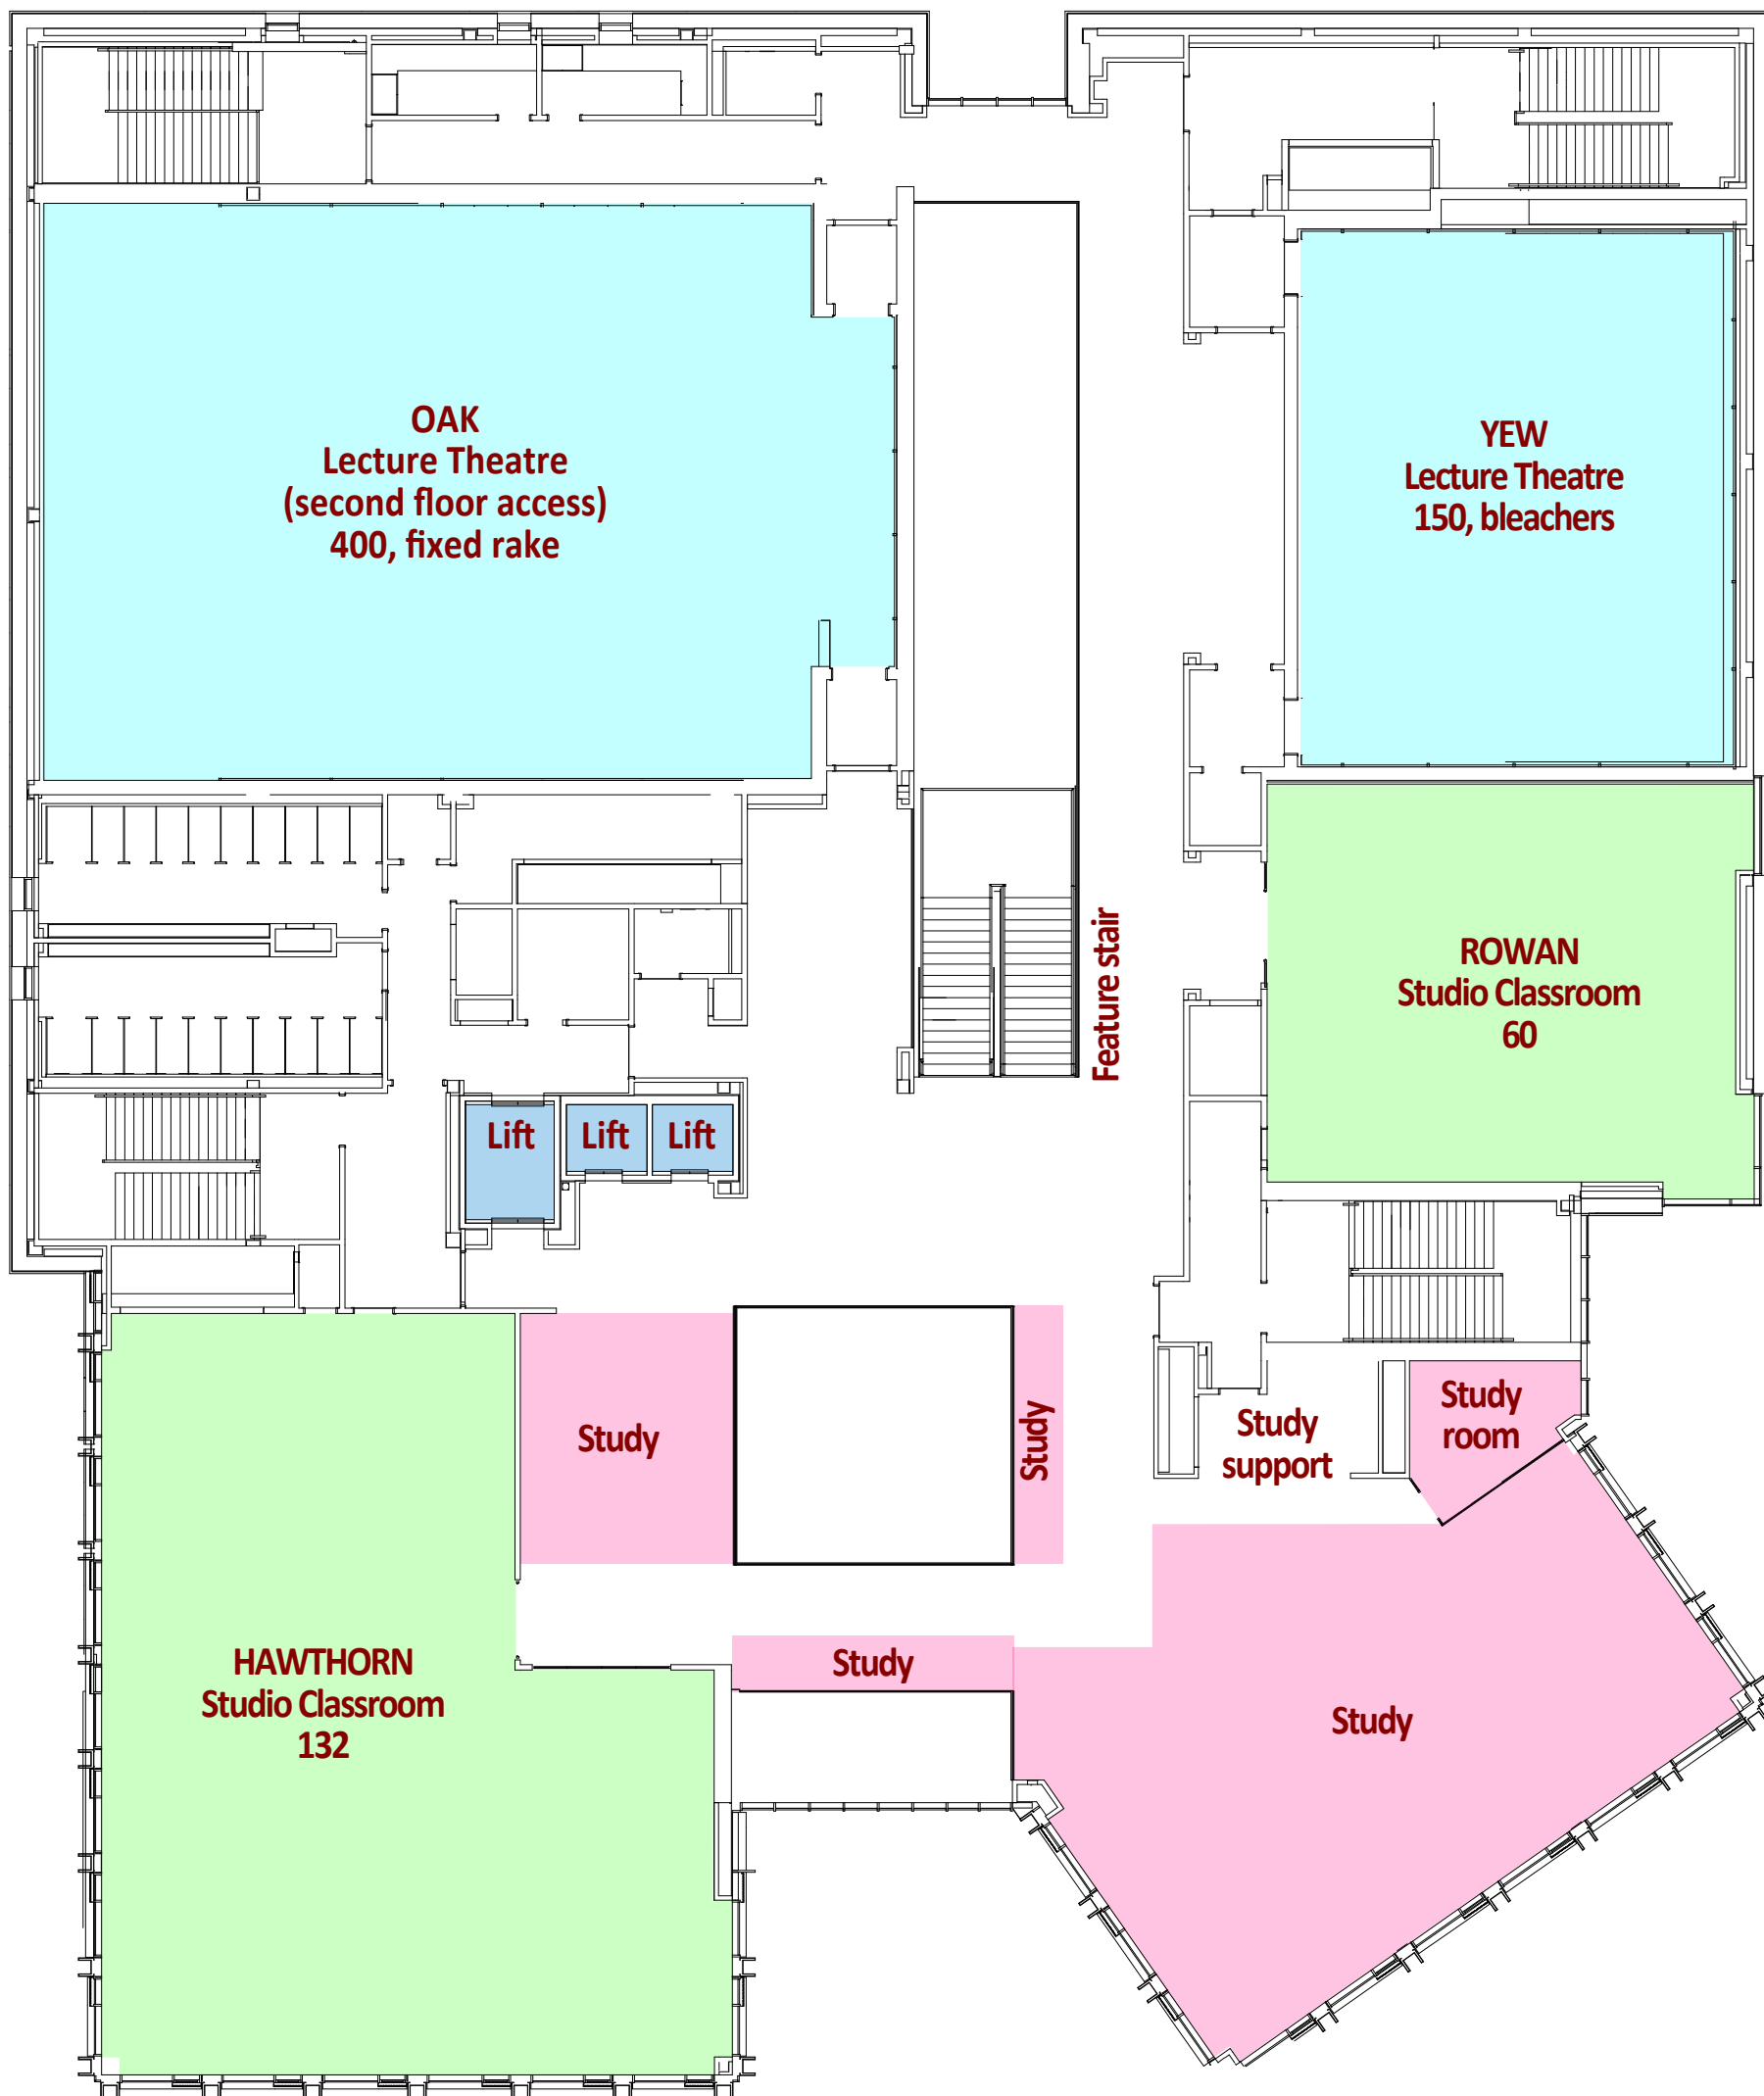 OAK
Lecture Theatre
(second floor access)
400, fixed rake
YEW
Lecture Theatre
150, bleachers
Feature stair
ROWAN
Studio Classroom
60
Lift
Lift
Lift
Study
Study
Study
support
Study
room
HAWTHORN
Studio Classroom
132
Study
Study